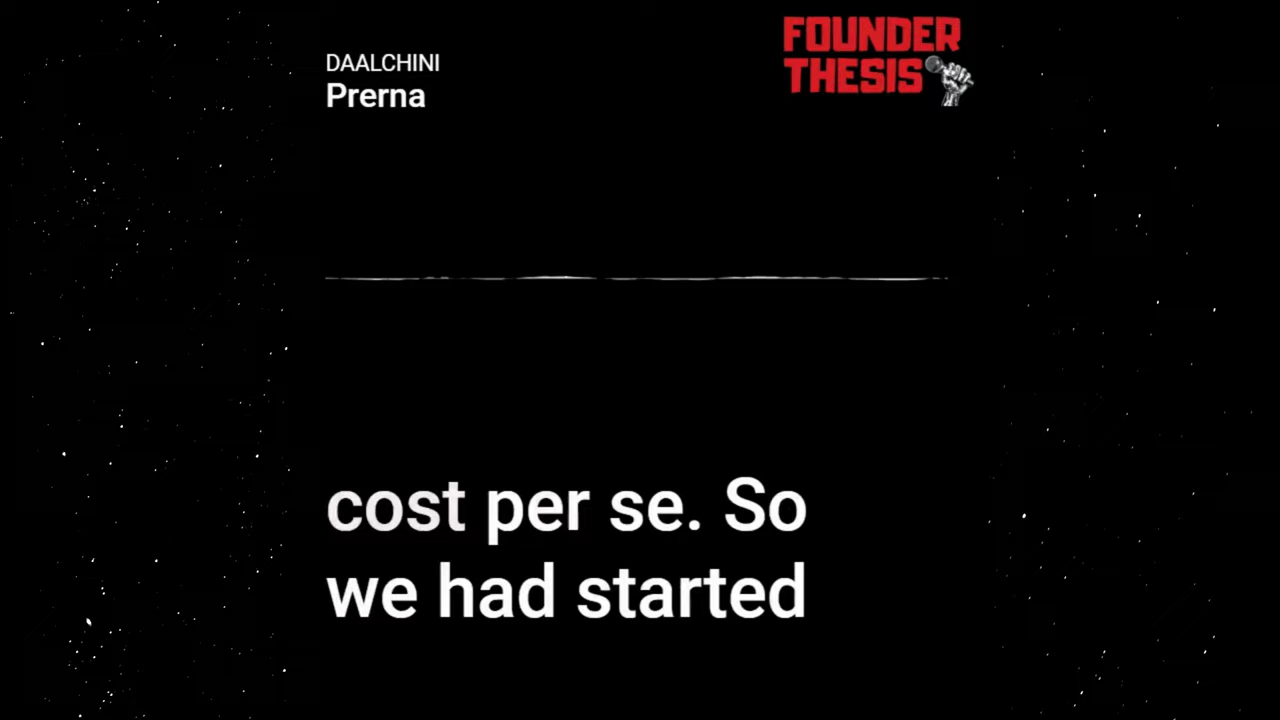 DAALCHINI
Prerna
FOUNDER
THESIS
cost per se. So
we had started